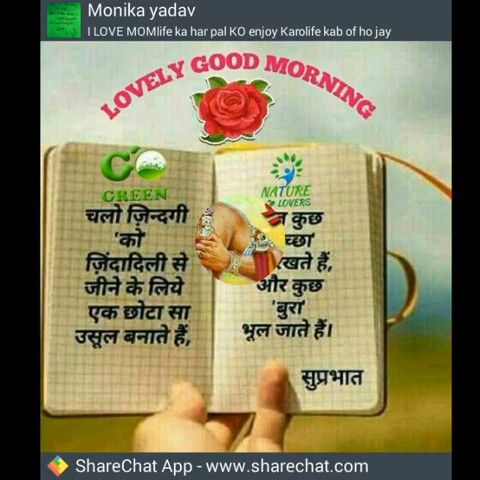 Monika yadav
I LOVE MOMlife ka har pal KO enjoy Karolife kab of ho jay
LOVELY GOOD MORNING
GO
GREEN
चलो ज़िन्दगी
'को'
ज़िंदादिली से
जीने के लिये
एक छोटा सा
उसूल बनाते हैं,
NATURE
LOVERS
कुछ
और कुछ
'बुरा'
भूल जाते हैं।
सुप्रभात
ShareChat App - www.sharechat.com